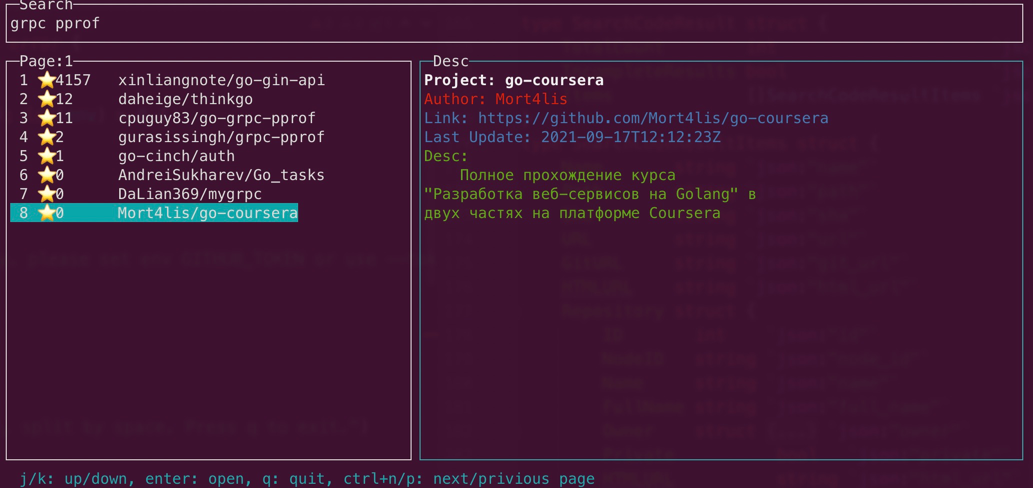 Search
grpc pprof
Page:1
1 ⭐4157 xinliangnote/go-gin-api
2 ⭐12 daheige/thinkgo
3 ⭐11 cpuguy83/go-grpc-pprof
4 ⭐2 gurasissingh/grpc-pprof
5 ⭐1 go-cinch/auth
6 ⭐0 AndreiSukharev/Go_tasks
7 ⭐0 DaLian369/mygrpc
8 ⭐0 Mort4lis/go-coursera
Desc
Project: go-coursera
Author: Mort4lis
Link: https://github.com/Mort4lis/go-coursera
Last Update: 2021-09-17T12:12:23Z
Desc:
Полное прохождение курса
"Разработка веб-сервисов на Golang" в
двух частях на платформе Coursera
j/k: up/down, enter: open, q: quit, ctrl+n/p: next/privious page